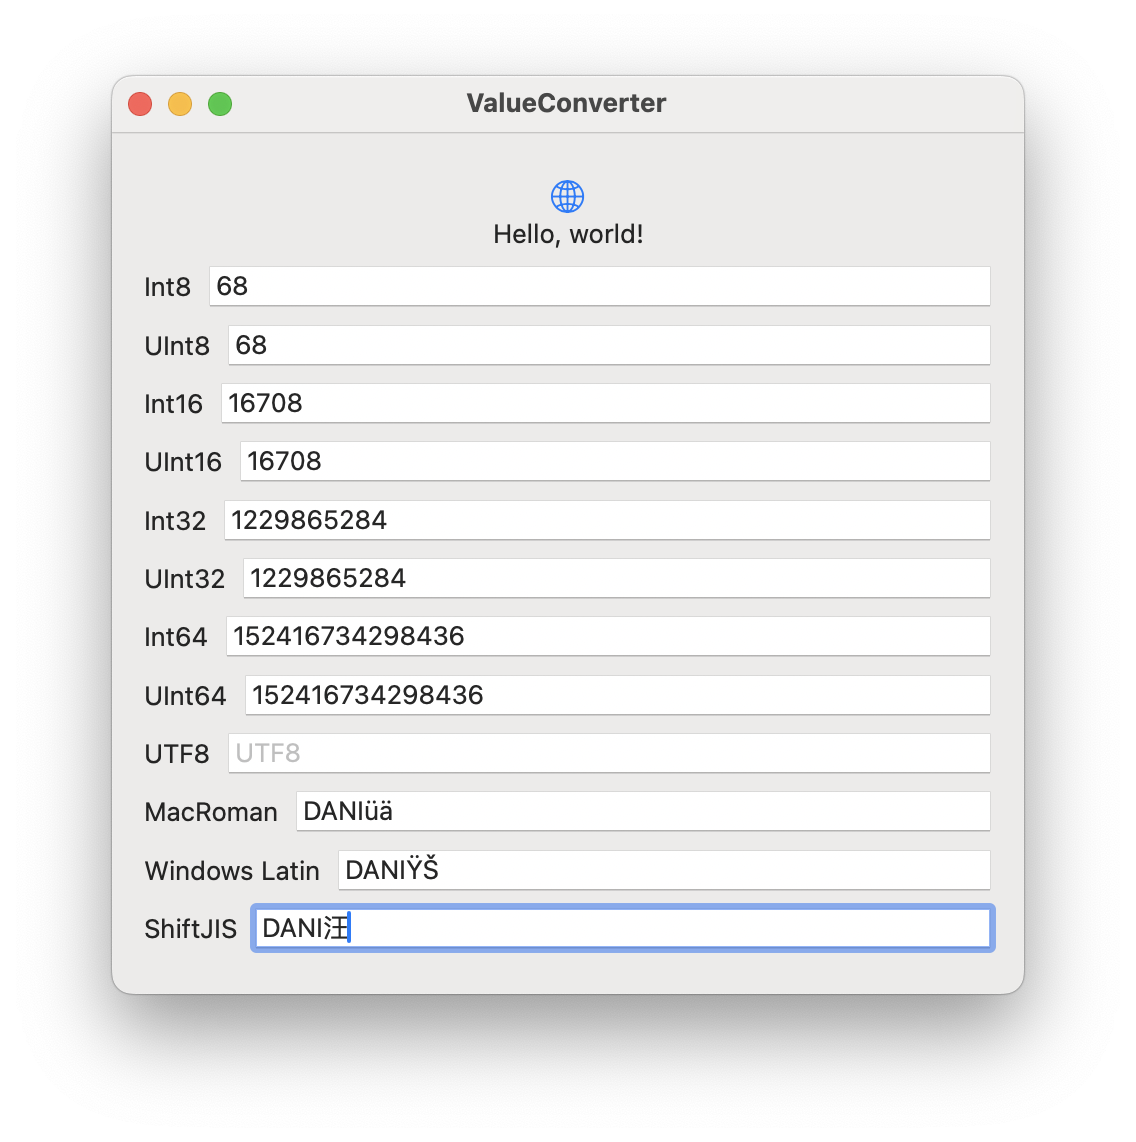 ValueConverter
Hello, world!
Int8 68
UInt8 68
Int16 16708
UInt16 16708
Int32 1229865284
UInt32 1229865284
Int64 152416734298436
UInt64 152416734298436
UTF8 UTF8
MacRoman DANIüä
Windows Latin DANIŸŠ
ShiftJIS DANI汪